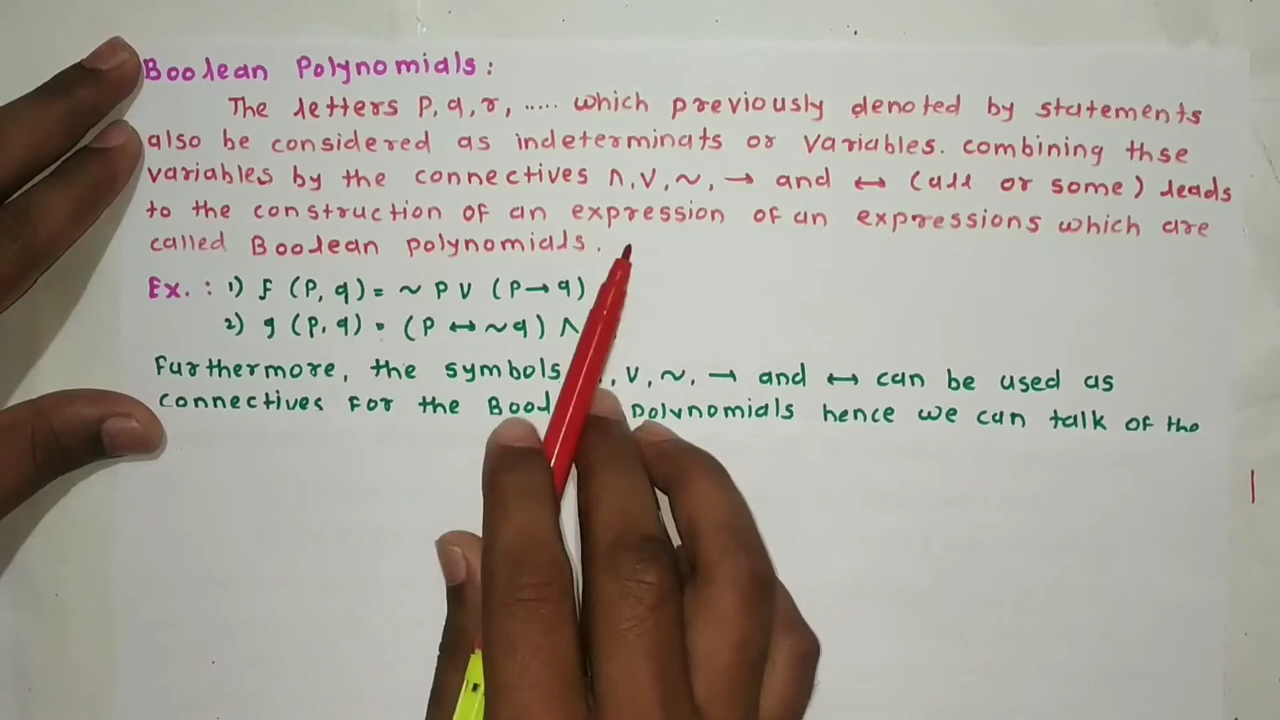 Boolean Polynomials:
The letters P, q, r, ..... which previously denoted by statements
also be considered as indeterminats or variables. combining thse
variables by the connectives ∧, ∨, ~, → and ↔ (all or some) leads
to the construction of an expression of an expressions which are
called Boolean polynomials.
Ex. : 1) F (P, q) = ~ P ∨ (P → q)
2) g (P, q) = (P ↔ ~q) ∧
Furthermore, the symbols , ∨, ~, → and ↔ can be used as
connectives For the Boolean polynomials hence we can talk of the